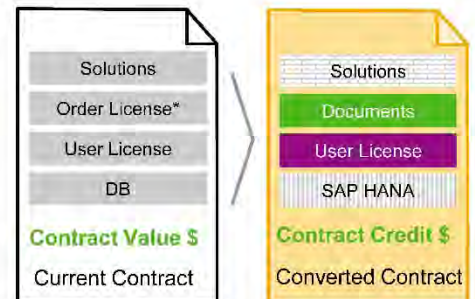 Solutions
Order License*
User License
DB
Contract Value $
Current Contract
Solutions
Documents
User License
SAP HANA
Contract Credit $
Converted Contract